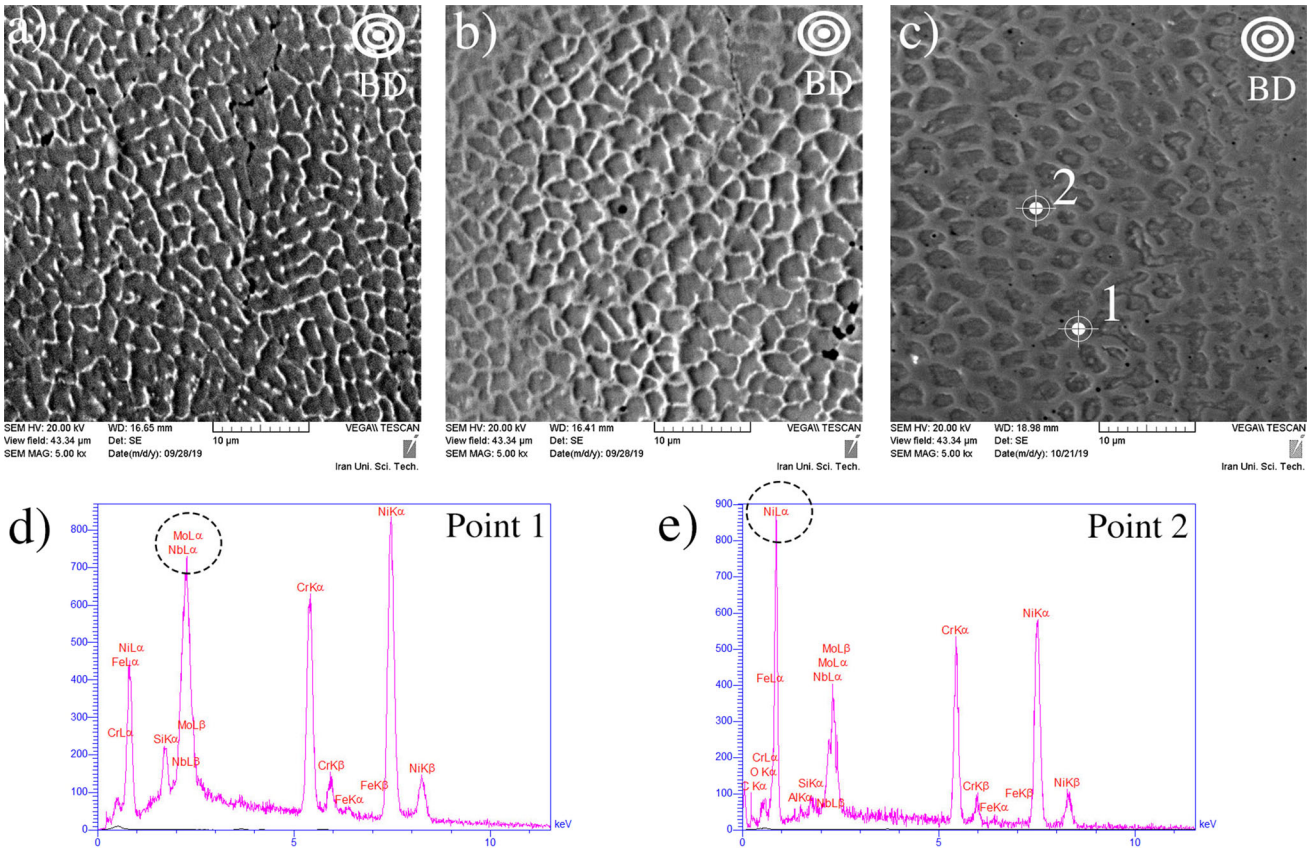 a)
BD
SEM HV: 20.00 kV WD: 16.65 mm VEGA\\ TESCAN
View field: 43.34 µm Det: SE 10 µm
SEM MAG: 5.00 kx Date(m/d/y): 09/28/19
Iran Uni. Sci. Tech.
b)
BD
SEM HV: 20.00 kV WD: 16.41 mm VEGA\\ TESCAN
View field: 43.34 µm Det: SE 10 µm
SEM MAG: 5.00 kx Date(m/d/y): 09/28/19
Iran Uni. Sci. Tech.
c)
BD
2
1
SEM HV: 20.00 kV WD: 18.98 mm VEGA\\ TESCAN
View field: 43.34 µm Det: SE 10 µm
SEM MAG: 5.00 kx Date(m/d/y): 10/21/19
Iran Uni. Sci. Tech.
d)
Point 1
NiKα
MoLα
NbLα
CrKα
NiLα
FeLα
CrLα
SiKα
MoLβ
NbLβ
CrKβ
FeKα
FeKβ
NiKβ
800
700
600
500
400
300
200
100
0
0 5 10
keV
e)
Point 2
NiLα
CrKα
NiKα
MoLβ
MoLα
NbLα
FeLα
CrLα
O Kα
C Kα
SiKα
AlKα
NbLβ
CrKβ
FeKα
FeKβ
NiKβ
900
800
700
600
500
400
300
200
100
0
0 5 10
keV